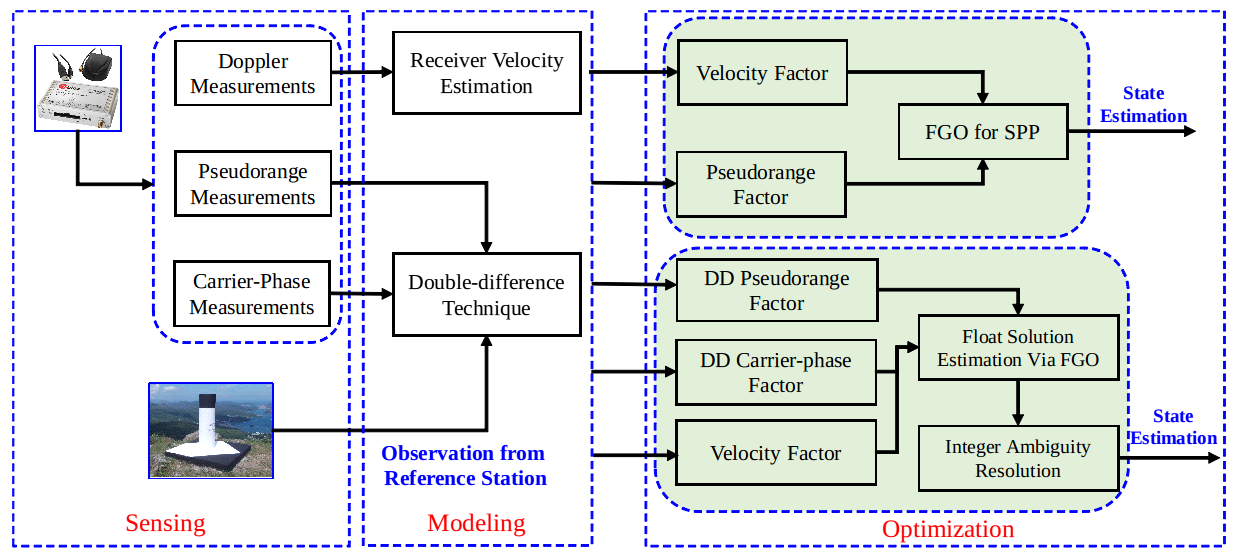 Doppler
Measurements
Pseudorange
Measurements
Carrier-Phase
Measurements
Sensing
Receiver Velocity
Estimation
Double-difference
Technique
Observation from
Reference Station
Modeling
Velocity Factor
Pseudorange
Factor
FGO for SPP
State
Estimation
DD Pseudorange
Factor
DD Carrier-phase
Factor
Velocity Factor
Float Solution
Estimation Via FGO
Integer Ambiguity
Resolution
State
Estimation
Optimization